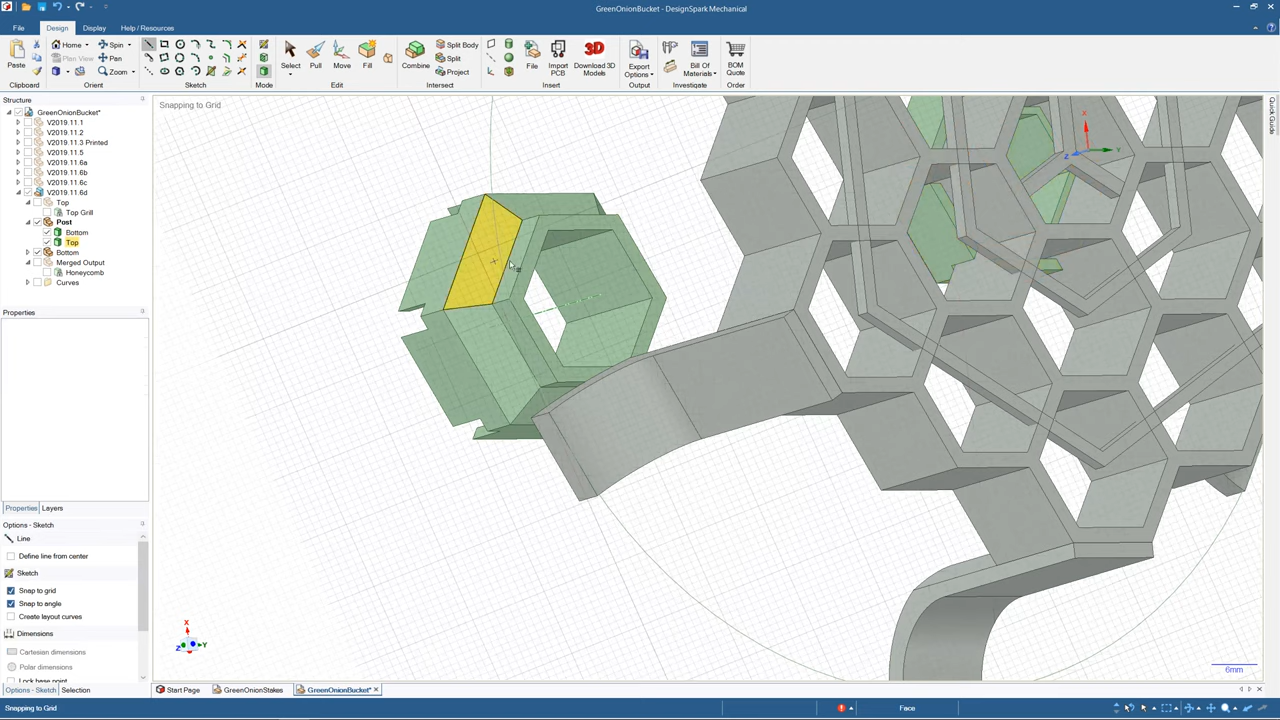 GreenOnionBucket* - DesignSpark Mechanical
File Design Display Help / Resources
Home Spin
Plan View Pan
Zoom
Paste
Select Pull Move Fill
Combine
Split Body
Split
Project
File Import PCB Download 3D Models
Export Options
Bill Of Materials
BOM Quote
Clipboard Orient Sketch Mode Edit Intersect Insert Output Investigate Order
Structure
GreenOnionBucket*
V2019.11.1
V2019.11.2
V2019.11.3 Printed
V2019.11.5
V2019.11.6a
V2019.11.6b
V2019.11.6c
V2019.11.6d
Top
Top Grill
Post
Bottom
Top
Bottom
Merged Output
Honeycomb
Curves
Properties
Properties Layers
Options - Sketch
Line
Define line from center
Sketch
Snap to grid
Snap to angle
Create layout curves
Dimensions
Cartesian dimensions
Polar dimensions
Lock base point
Options - Sketch Selection
Snapping to Grid
X
Y
Z
X
Y
Z
6mm
Quick Guide
Start Page GreenOnionStakes GreenOnionBucket*
Snapping to Grid
Face